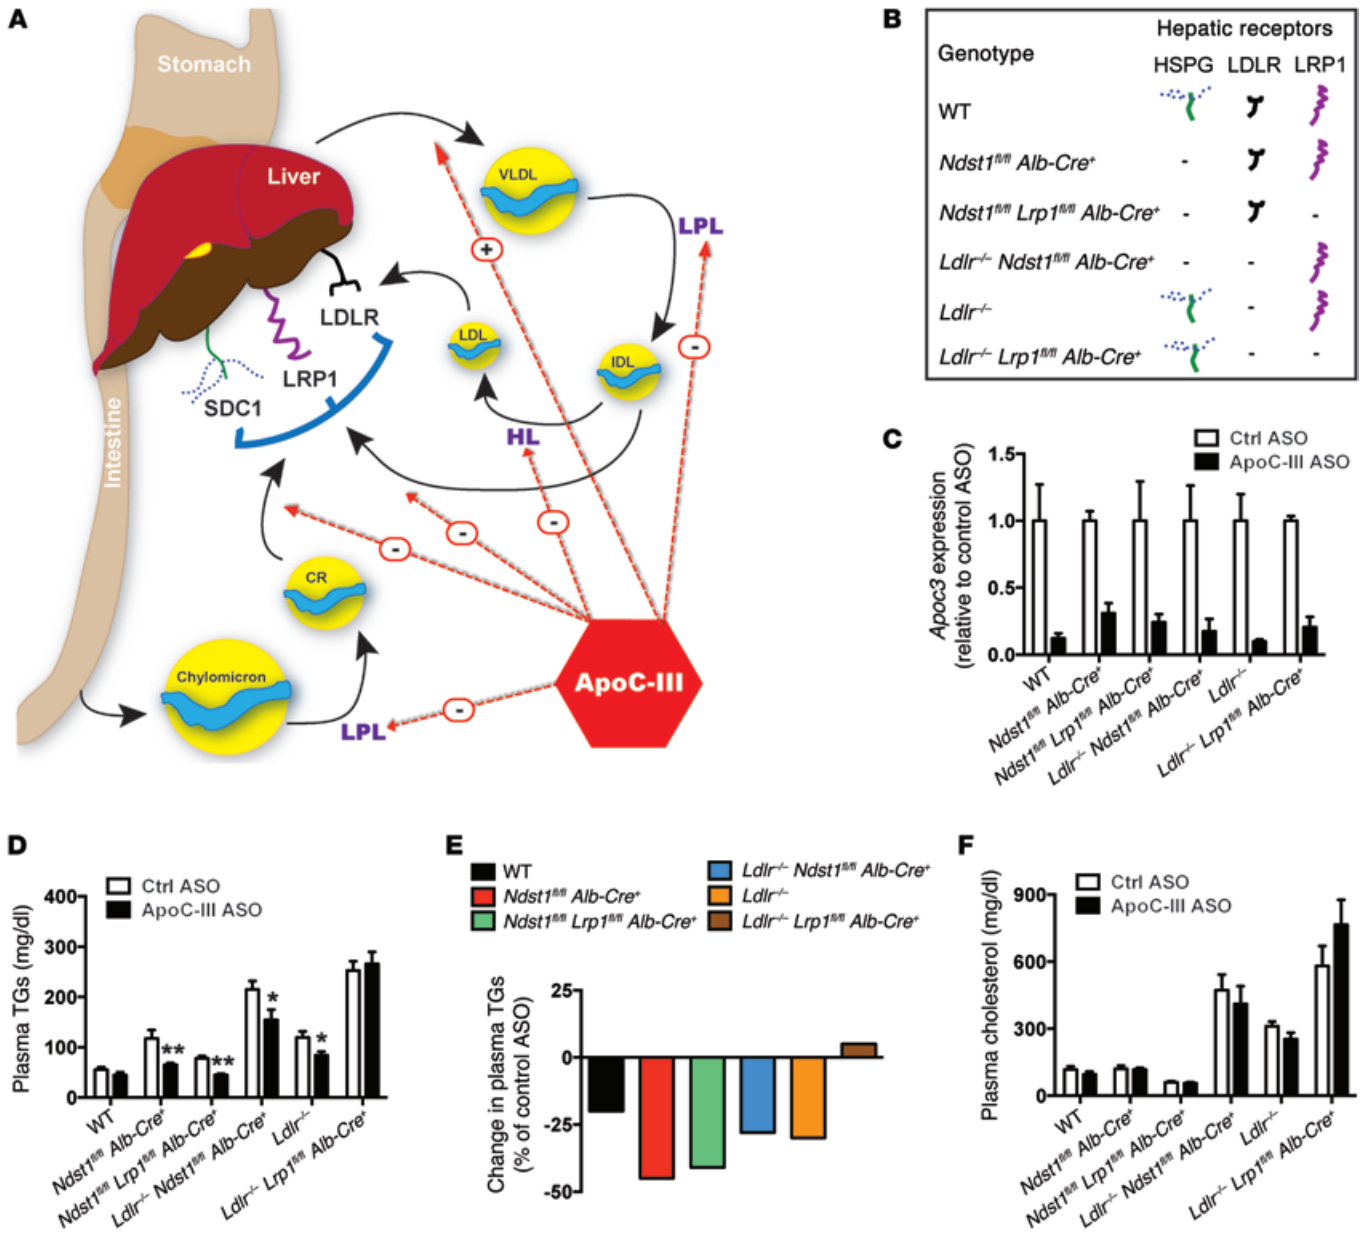 A
Stomach
Liver
VLDL
LPL
+
LDLR
LDL
IDL
-
LRP1
SDC1
Intestine
HL
-
-
-
CR
Chylomicron
ApoC-III
-
LPL
B
Hepatic receptors
Genotype
HSPG LDLR LRP1
WT
Ndst1fl/fl Alb-Cre+ -
Ndst1fl/fl Lrp1fl/fl Alb-Cre+ - -
Ldlr–/– Ndst1fl/fl Alb-Cre+ - -
Ldlr–/– -
Ldlr–/– Lrp1fl/fl Alb-Cre+ - -
C
Ctrl ASO
ApoC-III ASO
Apoc3 expression
(relative to control ASO)
1.5
1.0
0.5
0.0
WT
Ndst1fl/fl Alb-Cre+
Ndst1fl/fl Lrp1fl/fl Alb-Cre+
Ldlr–/– Ndst1fl/fl Alb-Cre+
Ldlr–/–
Ldlr–/– Lrp1fl/fl Alb-Cre+
D
Ctrl ASO
ApoC-III ASO
Plasma TGs (mg/dl)
400
300
200
100
0
**
**
*
*
WT
Ndst1fl/fl Alb-Cre+
Ndst1fl/fl Lrp1fl/fl Alb-Cre+
Ldlr–/– Ndst1fl/fl Alb-Cre+
Ldlr–/–
Ldlr–/– Lrp1fl/fl Alb-Cre+
E
WT
Ndst1fl/fl Alb-Cre+
Ndst1fl/fl Lrp1fl/fl Alb-Cre+
Ldlr–/– Ndst1fl/fl Alb-Cre+
Ldlr–/–
Ldlr–/– Lrp1fl/fl Alb-Cre+
Change in plasma TGs
(% of control ASO)
25
0
-25
-50
F
Ctrl ASO
ApoC-III ASO
Plasma cholesterol (mg/dl)
900
600
300
0
WT
Ndst1fl/fl Alb-Cre+
Ndst1fl/fl Lrp1fl/fl Alb-Cre+
Ldlr–/– Ndst1fl/fl Alb-Cre+
Ldlr–/–
Ldlr–/– Lrp1fl/fl Alb-Cre+